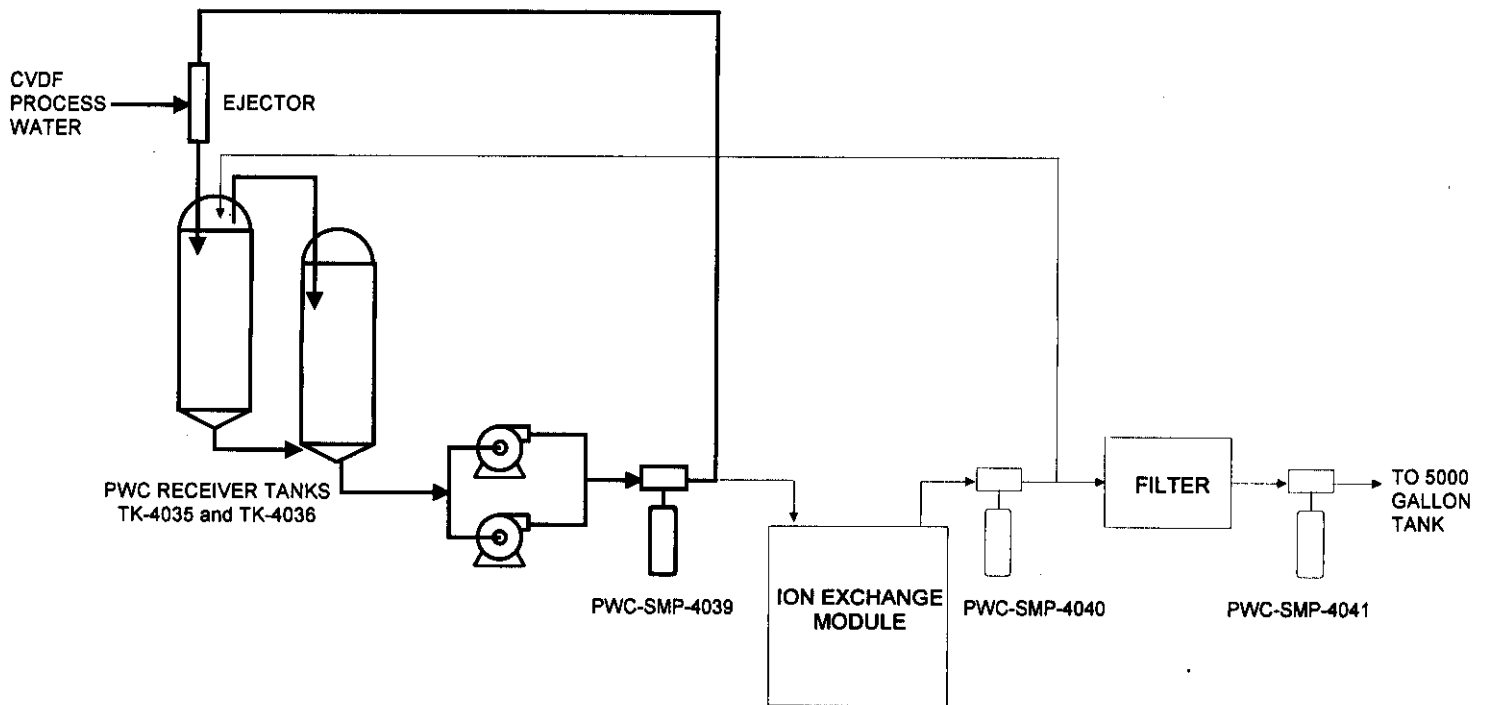 CVDF
PROCESS
WATER
EJECTOR
PWC RECEIVER TANKS
TK-4035 and TK-4036
PWC-SMP-4039
ION EXCHANGE
MODULE
PWC-SMP-4040
FILTER
PWC-SMP-4041
TO 5000
GALLON
TANK